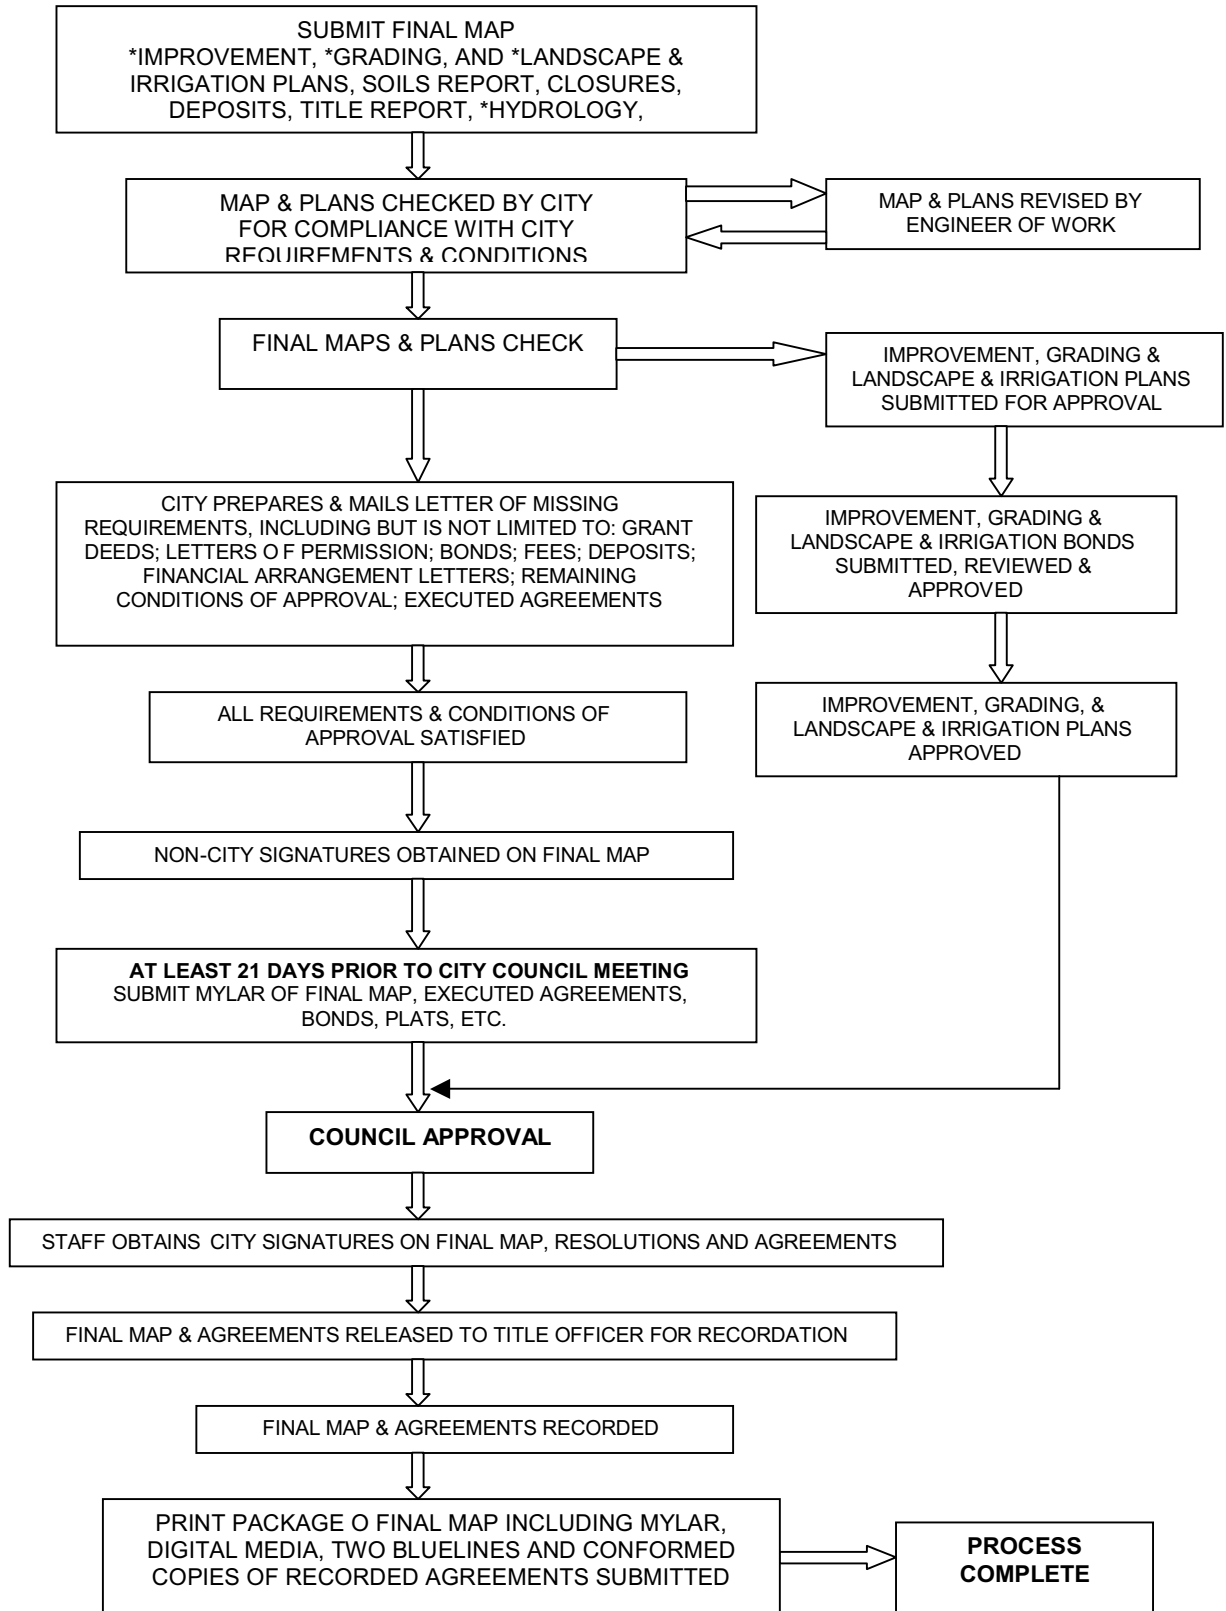 SUBMIT FINAL MAP
*IMPROVEMENT, *GRADING, AND *LANDSCAPE &
IRRIGATION PLANS, SOILS REPORT, CLOSURES,
DEPOSITS, TITLE REPORT, *HYDROLOGY,
MAP & PLANS CHECKED BY CITY
FOR COMPLIANCE WITH CITY
REQUIREMENTS & CONDITIONS
MAP & PLANS REVISED BY
ENGINEER OF WORK
FINAL MAPS & PLANS CHECK
IMPROVEMENT, GRADING &
LANDSCAPE & IRRIGATION PLANS
SUBMITTED FOR APPROVAL
CITY PREPARES & MAILS LETTER OF MISSING
REQUIREMENTS, INCLUDING BUT IS NOT LIMITED TO: GRANT
DEEDS; LETTERS O F PERMISSION; BONDS; FEES; DEPOSITS;
FINANCIAL ARRANGEMENT LETTERS; REMAINING
CONDITIONS OF APPROVAL; EXECUTED AGREEMENTS
IMPROVEMENT, GRADING &
LANDSCAPE & IRRIGATION BONDS
SUBMITTED, REVIEWED &
APPROVED
ALL REQUIREMENTS & CONDITIONS OF
APPROVAL SATISFIED
IMPROVEMENT, GRADING, &
LANDSCAPE & IRRIGATION PLANS
APPROVED
NON-CITY SIGNATURES OBTAINED ON FINAL MAP
AT LEAST 21 DAYS PRIOR TO CITY COUNCIL MEETING
SUBMIT MYLAR OF FINAL MAP, EXECUTED AGREEMENTS,
BONDS, PLATS, ETC.
COUNCIL APPROVAL
STAFF OBTAINS CITY SIGNATURES ON FINAL MAP, RESOLUTIONS AND AGREEMENTS
FINAL MAP & AGREEMENTS RELEASED TO TITLE OFFICER FOR RECORDATION
FINAL MAP & AGREEMENTS RECORDED
PRINT PACKAGE O FINAL MAP INCLUDING MYLAR,
DIGITAL MEDIA, TWO BLUELINES AND CONFORMED
COPIES OF RECORDED AGREEMENTS SUBMITTED
PROCESS
COMPLETE